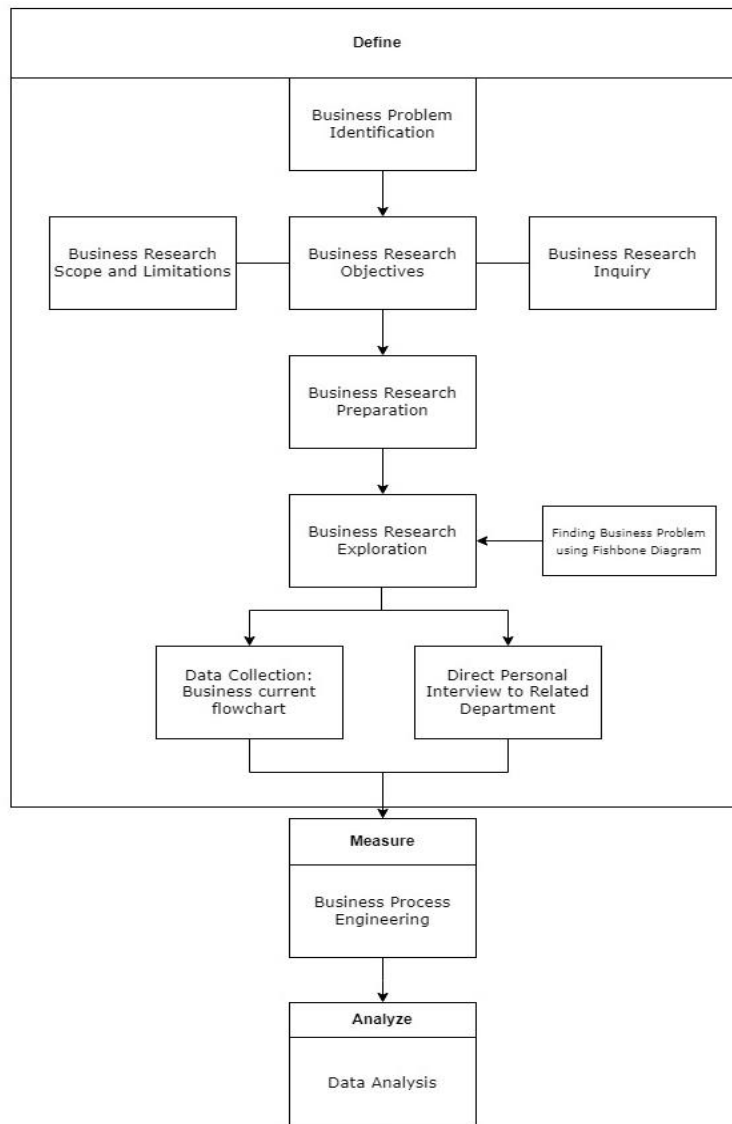 Define
Business Problem
Identification
Business Research
Scope and Limitations
Business Research
Objectives
Business Research
Inquiry
Business Research
Preparation
Business Research
Exploration
Finding Business Problem
using Fishbone Diagram
Data Collection:
Business current
flowchart
Direct Personal
Interview to Related
Department
Measure
Business Process
Engineering
Analyze
Data Analysis